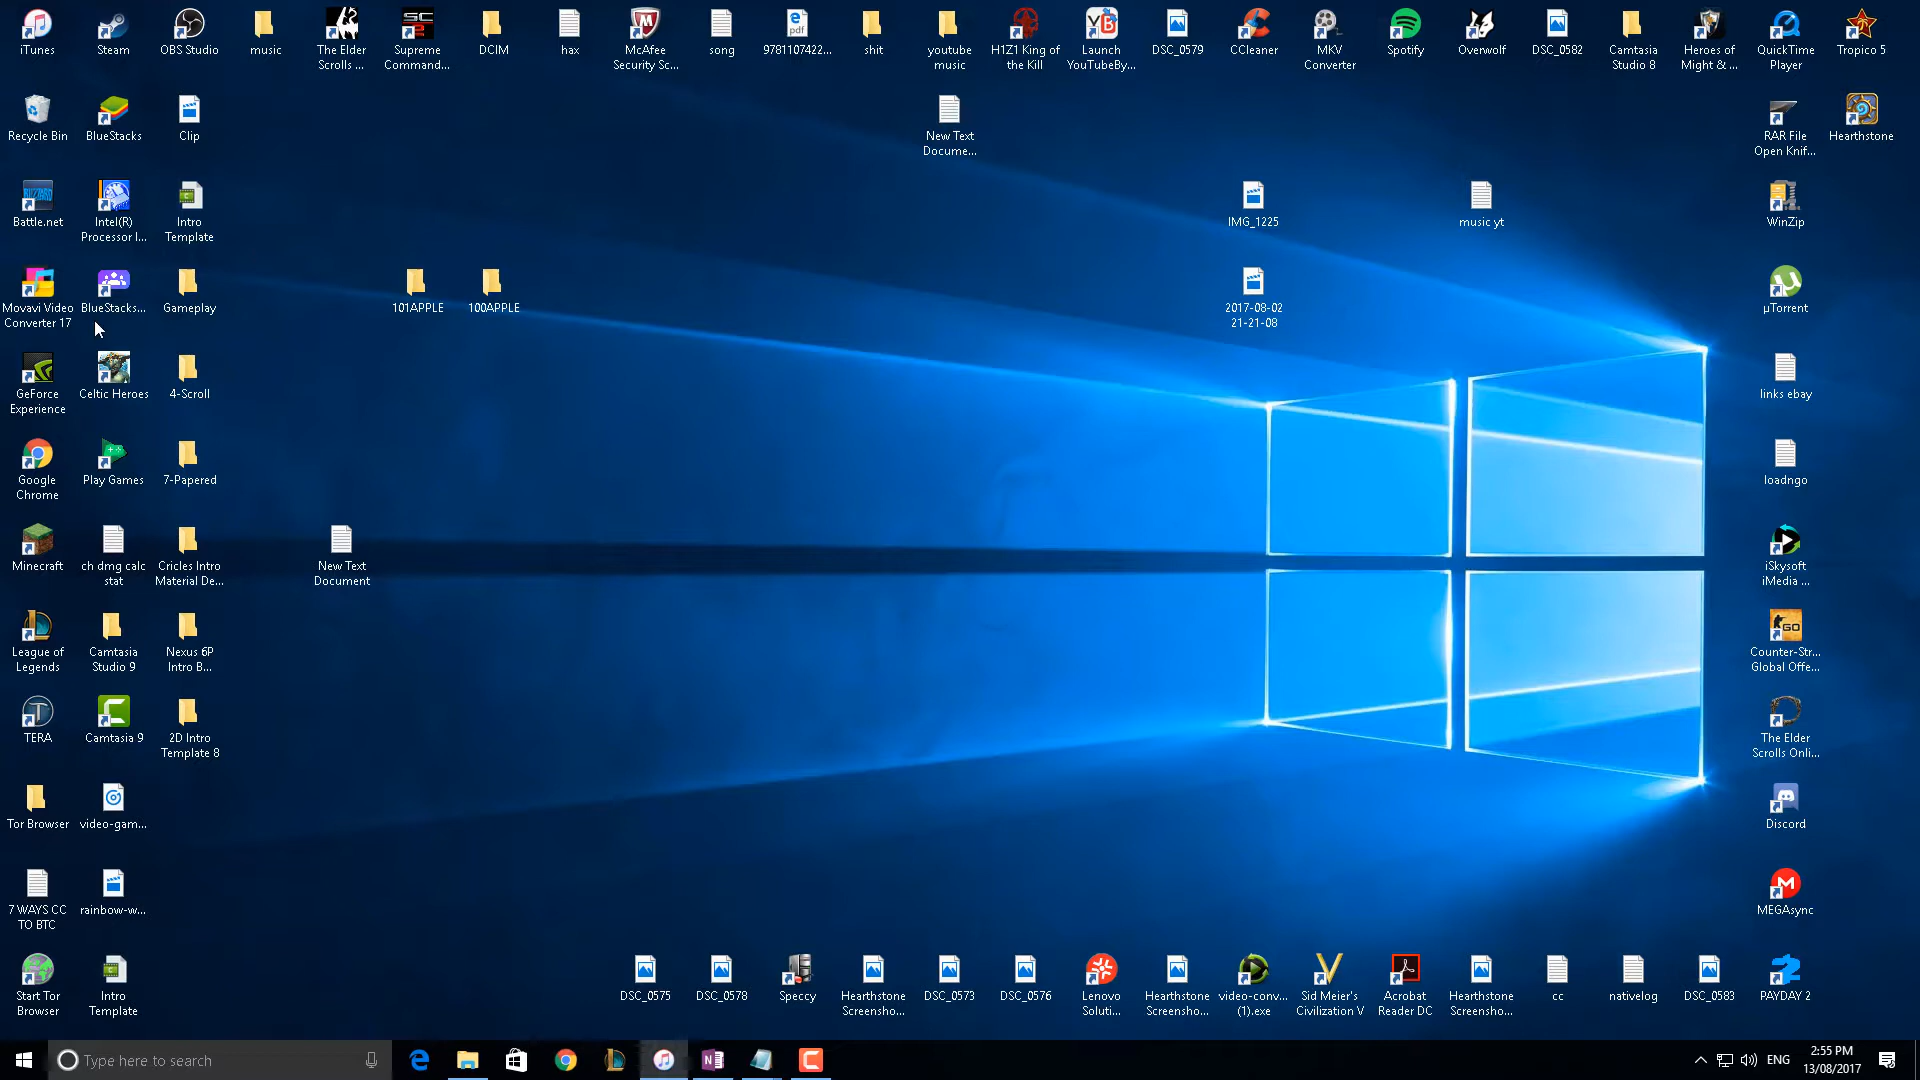 iTunes
Steam
OBS Studio
music
The Elder
Scrolls ...
Supreme
Command...
DCIM
hax
McAfee
Security Sc...
song
9781107422...
shit
youtube
music
H1Z1 King of
the Kill
Launch
YouTubeBy...
DSC_0579
CCleaner
MKV
Converter
Spotify
Overwolf
DSC_0582
Camtasia
Studio 8
Heroes of
Might & ...
QuickTime
Player
Tropico 5
Recycle Bin
BlueStacks
Clip
New Text
Docume...
RAR File
Open Knif...
Hearthstone
Battle.net
Intel(R)
Processor I...
Intro
Template
IMG_1225
music yt
WinZip
Movavi Video
Converter 17
BlueStacks...
Gameplay
101APPLE
100APPLE
2017-08-02
21-21-08
µTorrent
GeForce
Experience
Celtic Heroes
4-Scroll
links ebay
Google
Chrome
Play Games
7-Papered
loadngo
Minecraft
ch dmg calc
stat
Cricles Intro
Material De...
New Text
Document
iSkysoft
iMedia ...
League of
Legends
Camtasia
Studio 9
Nexus 6P
Intro B...
Counter-Str...
Global Offe...
TERA
Camtasia 9
2D Intro
Template 8
The Elder
Scrolls Onli...
Tor Browser
video-gam...
Discord
7 WAYS CC
TO BTC
rainbow-w...
MEGAsync
Start Tor
Browser
Intro
Template
DSC_0575
DSC_0578
Speccy
Hearthstone
Screensho...
DSC_0573
DSC_0576
Lenovo
Soluti...
Hearthstone
Screensho...
video-conv...
(1).exe
Sid Meier's
Civilization V
Acrobat
Reader DC
Hearthstone
Screensho...
cc
nativelog
DSC_0583
PAYDAY 2
Type here to search
ENG
2:55 PM
13/08/2017